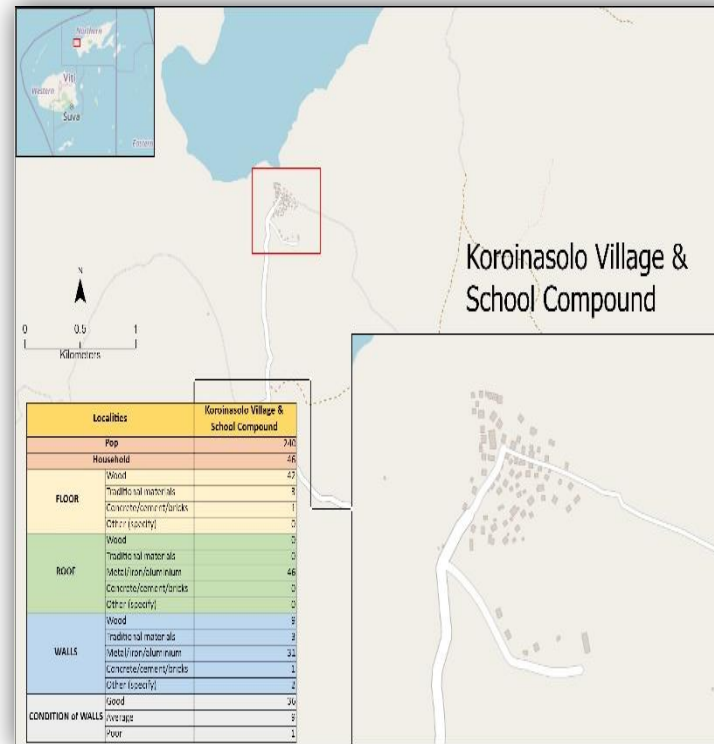 Northern
Viti
Western
Suva
Eastern
Koroinasolo Village &
School Compound
N
0 0.5 1
Kilometers
Localities Koroinasolo Village & School Compound
Pop 240
Household 46
FLOOR
Wood 42
Traditional materials 3
Concrete/cement/bricks 1
Other (specify) 0
ROOF
Wood 0
Traditional materials 0
Metal/iron/aluminium 46
Concrete/cement/bricks 0
Other (specify) 0
WALLS
Wood 9
Traditional materials 3
Metal/iron/aluminium 31
Concrete/cement/bricks 1
Other (specify) 2
CONDITION of WALLS
Good 36
Average 9
Poor 1